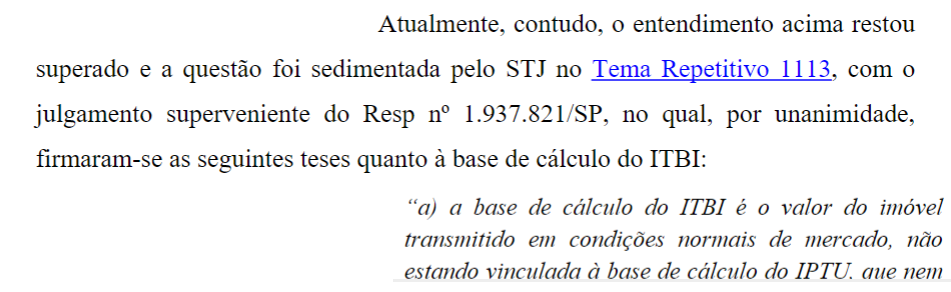 Atualmente, contudo, o entendimento acima restou
superado e a questão foi sedimentada pelo STJ no Tema Repetitivo 1113, com o
julgamento superveniente do Resp nº 1.937.821/SP, no qual, por unanimidade,
firmaram-se as seguintes teses quanto à base de cálculo do ITBI:
“a) a base de cálculo do ITBI é o valor do imóvel
transmitido em condições normais de mercado, não
estando vinculada à base de cálculo do IPTU, que nem